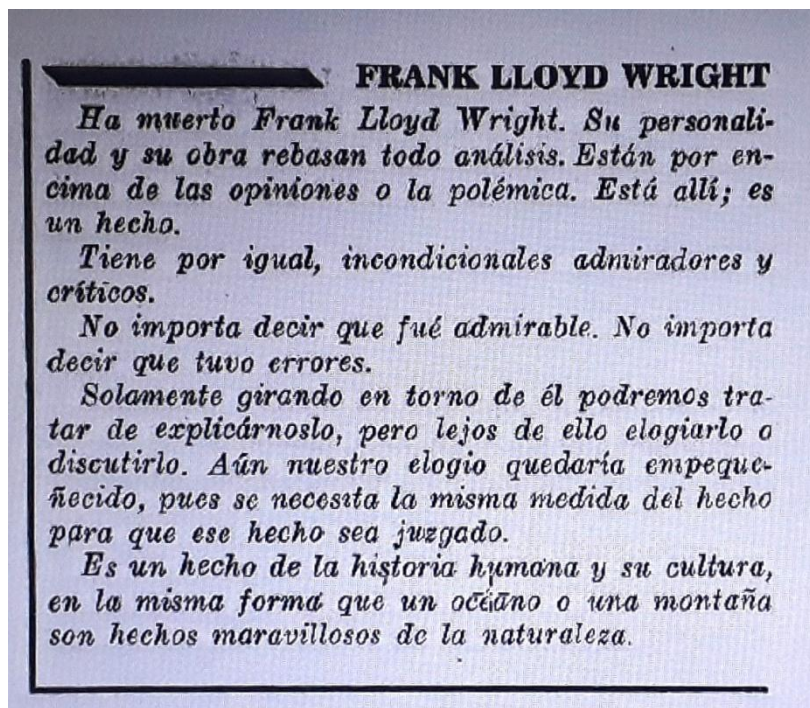 FRANK LLOYD WRIGHT
Ha muerto Frank Lloyd Wright. Su personali-
dad y su obra rebasan todo análisis. Están por en-
cima de las opiniones o la polémica. Está allí; es
un hecho.
Tiene por igual, incondicionales admiradores y
críticos.
No importa decir que fué admirable. No importa
decir que tuvo errores.
Solamente girando en torno de él podremos tra-
tar de explicárnoslo, pero lejos de ello elogiarlo o
discutirlo. Aún nuestro elogio quedaría empeque-
ñecido, pues se necesita la misma medida del hecho
para que ese hecho sea juzgado.
Es un hecho de la historia humana y su cultura,
en la misma forma que un océano o una montaña
son hechos maravillosos de la naturaleza.